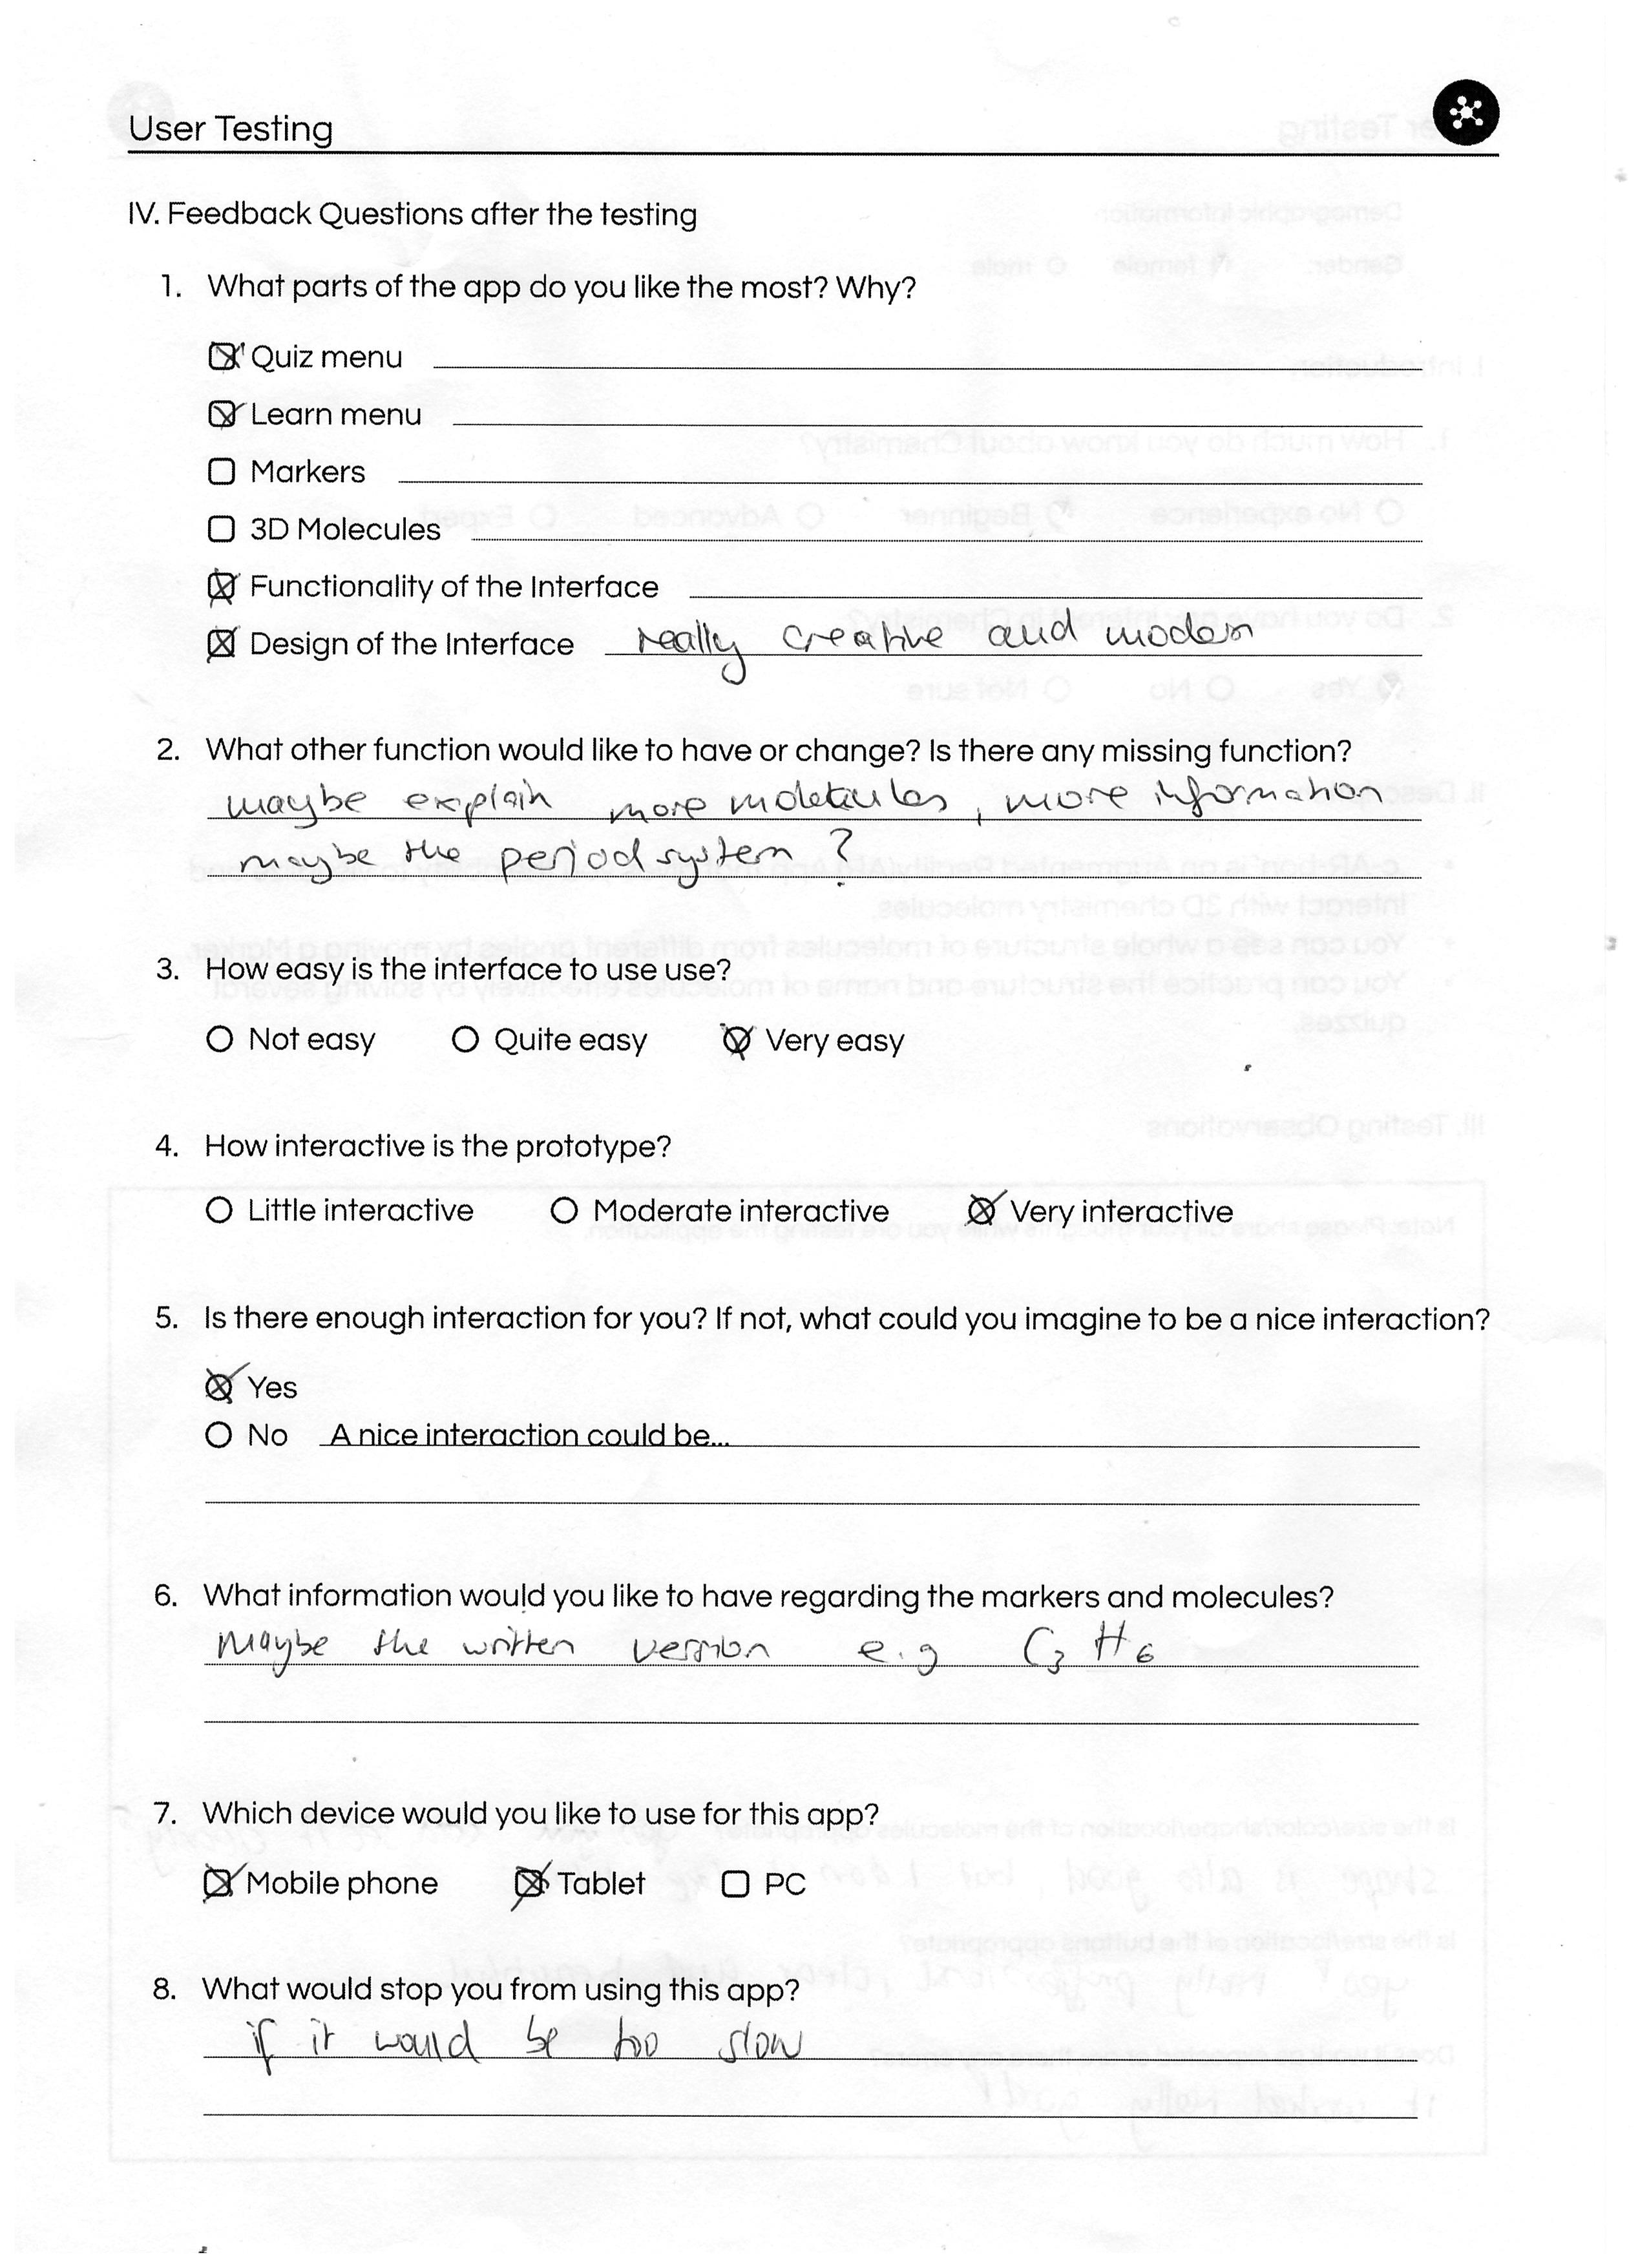 User Testing
IV. Feedback Questions after the testing
1. What parts of the app do you like the most? Why?
Quiz menu
Learn menu
Markers
3D Molecules
Functionality of the Interface
Design of the Interface really creative and modern
2. What other function would like to have or change? Is there any missing function?
maybe explain more molecules, more information
maybe the period system?
3. How easy is the interface to use use?
Not easy Quite easy Very easy
4. How interactive is the prototype?
Little interactive Moderate interactive Very interactive
5. Is there enough interaction for you? If not, what could you imagine to be a nice interaction?
Yes
No A nice interaction could be...
6. What information would you like to have regarding the markers and molecules?
Maybe the written version e.g C3 H6
7. Which device would you like to use for this app?
Mobile phone Tablet PC
8. What would stop you from using this app?
if it would be too slow